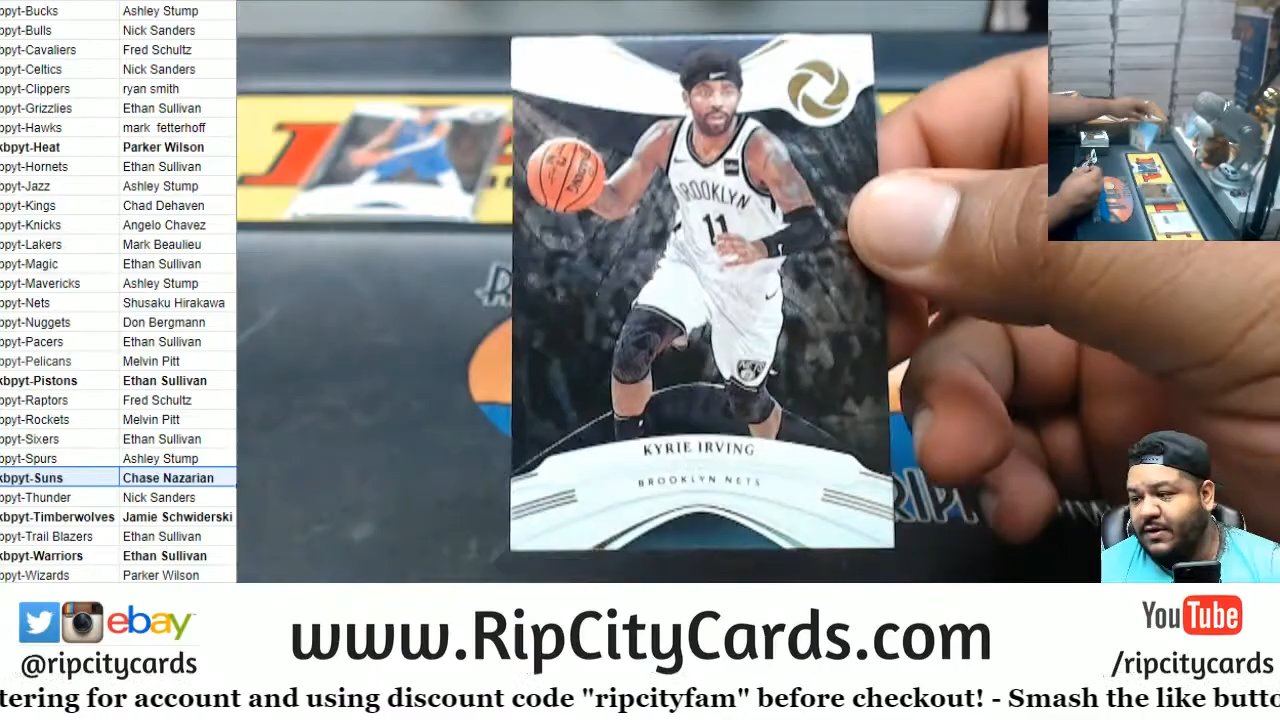 bpyt-Bucks Ashley Stump
bpyt-Bulls Nick Sanders
bpyt-Cavaliers Fred Schultz
bpyt-Celtics Nick Sanders
bpyt-Clippers ryan smith
bpyt-Grizzlies Ethan Sullivan
bpyt-Hawks mark fetterhoff
kbpyt-Heat Parker Wilson
bpyt-Hornets Ethan Sullivan
bpyt-Jazz Ashley Stump
bpyt-Kings Chad Dehaven
bpyt-Knicks Angelo Chavez
bpyt-Lakers Mark Beaulieu
bpyt-Magic Ethan Sullivan
bpyt-Mavericks Ashley Stump
bpyt-Nets Shusaku Hirakawa
bpyt-Nuggets Don Bergmann
bpyt-Pacers Ethan Sullivan
bpyt-Pelicans Melvin Pitt
kbpyt-Pistons Ethan Sullivan
bpyt-Raptors Fred Schultz
bpyt-Rockets Melvin Pitt
bpyt-Sixers Ethan Sullivan
bpyt-Spurs Ashley Stump
kbpyt-Suns Chase Nazarian
bpyt-Thunder Nick Sanders
kbpyt-Timberwolves Jamie Schwiderski
bpyt-Trail Blazers Ethan Sullivan
kbpyt-Warriors Ethan Sullivan
bpyt-Wizards Parker Wilson
BROOKLYN
11
KYRIE IRVING
BROOKLYN NETS
RIP
ebay
@ripcitycards
www.RipCityCards.com
YouTube
/ripcitycards
tering for account and using discount code "ripcityfam" before checkout! - Smash the like butto